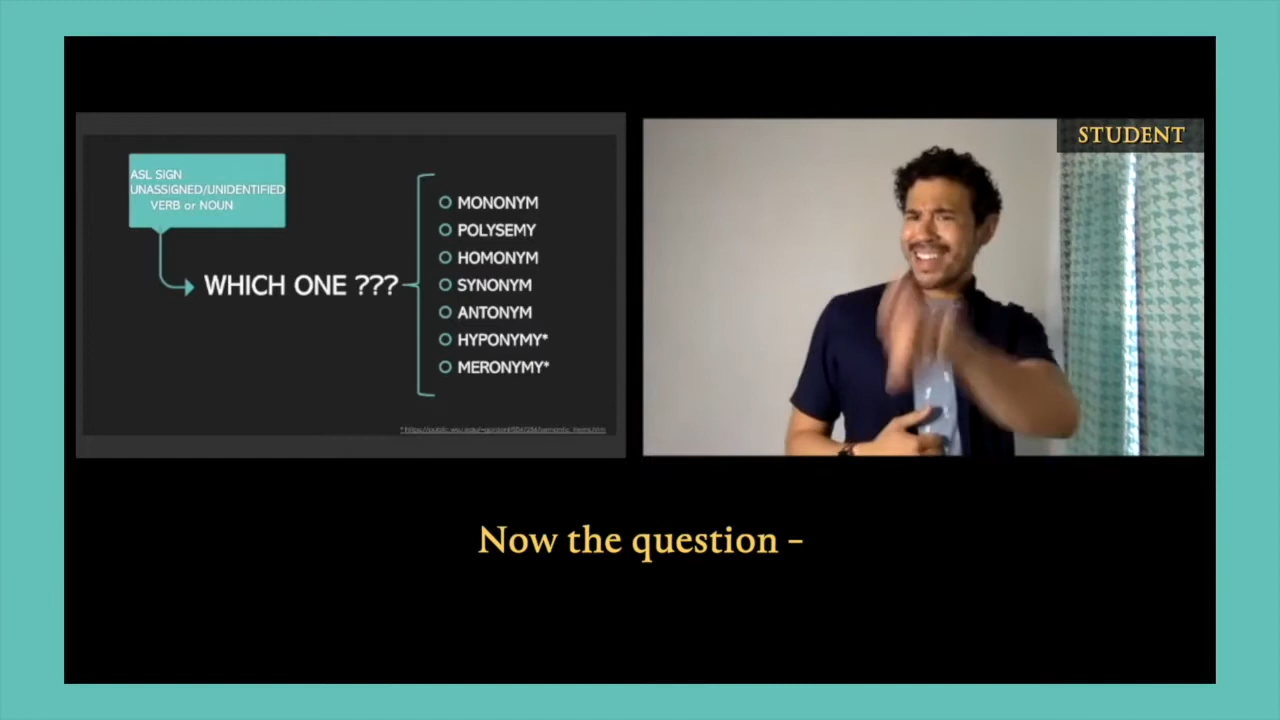 ASL SIGN
UNASSIGNED/UNIDENTIFIED
VERB or NOUN
WHICH ONE ???
MONONYM
POLYSEMY
HOMONYM
SYNONYM
ANTONYM
HYPONYMY*
MERONYMY*
STUDENT
Now the question –